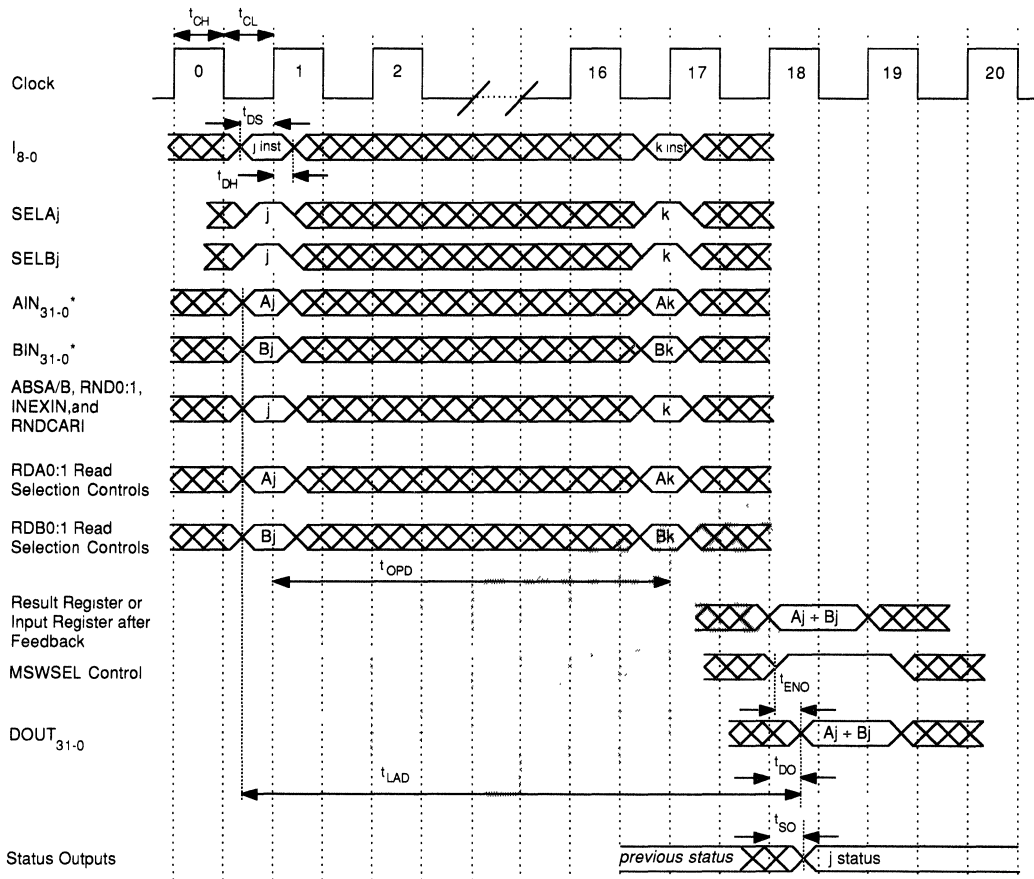 tCH tCL
Clock 0 1 2 16 17 18 19 20
tDS
I8-0 j inst k inst
tDH
SELAj j k
SELBj j k
AIN31-0* Aj Ak
BIN31-0* Bj Bk
ABSA/B, RND0:1,
INEXIN,and
RNDCARI
j k
RDA0:1 Read
Selection Controls
Aj Ak
RDB0:1 Read
Selection Controls
Bj Bk
tOPD
Result Register or
Input Register after
Feedback
Aj + Bj
MSWSEL Control
tENO
DOUT31-0 Aj + Bj
tDO
tLAD
tSO
Status Outputs previous status j status